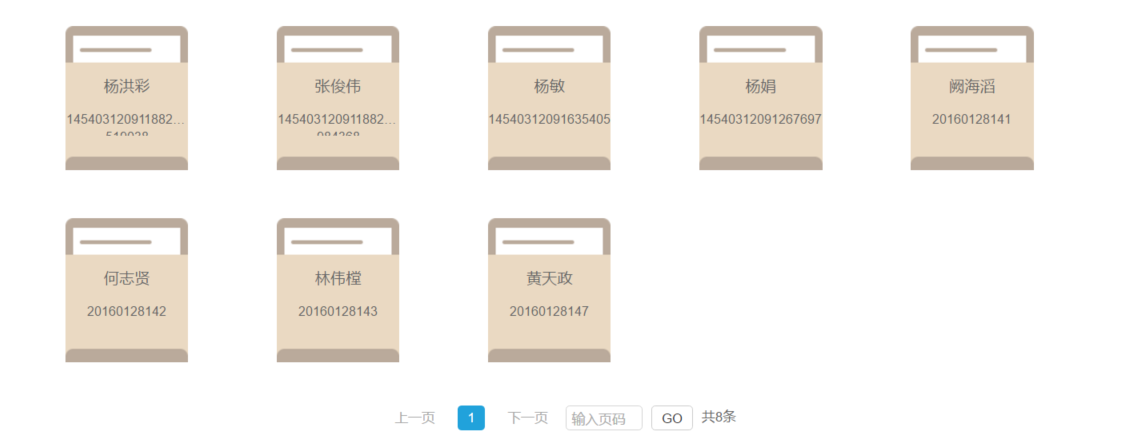 杨洪彩
张俊伟
杨敏
杨娟
阙海滔
145403120911882...
145403120911882...
14540312091635405
14540312091267697
20160128141
519038
984368
何志贤
林伟樘
黄天政
20160128142
20160128143
20160128147
上一页
1
下一页
输入页码
GO
共8条